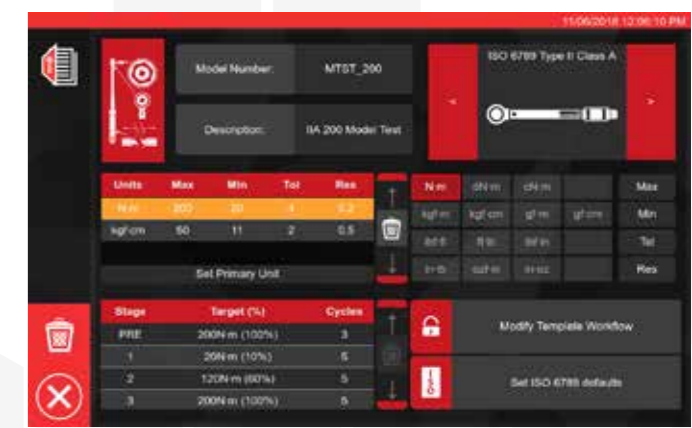 11/06/2018 12:06:10 PM
Model Number:
MTST_200
ISO 6789 Type II Class A
<
>
Description:
IIA 200 Model Test
Units Max Min Tol Res
N·m 200 20 4 0.2
kgf·cm 50 11 2 0.5
Set Primary Unit
N·m dN·m cN·m Max
kgf·m kgf·cm gf·m gf·cm Min
lbf·ft ft·lb lbf·in Tol
in·lb ozf·in in·oz Res
Stage Target (%) Cycles
PRE 200N·m (100%) 3
1 20N·m (10%) 5
2 120N·m (60%) 5
3 200N·m (100%) 5
Modify Template Workflow
ISO
Set ISO 6789 defaults